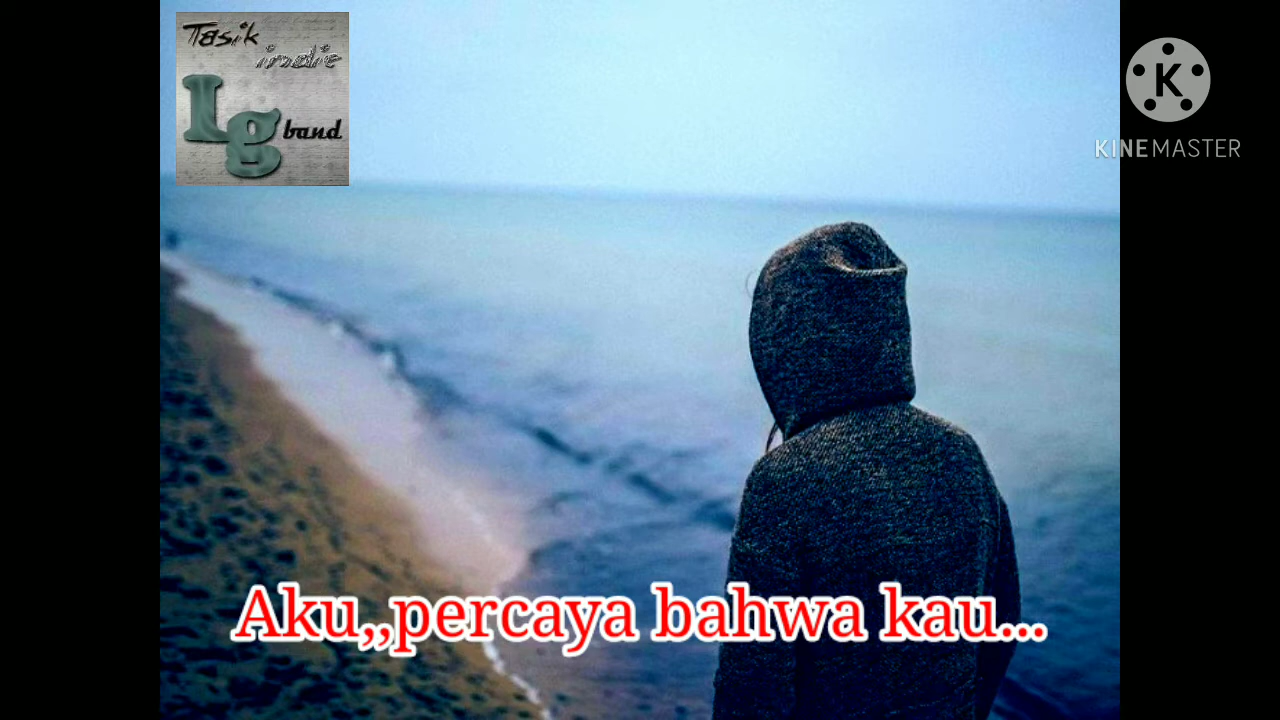 Tasik
indie
Lg band
KINEMASTER
Aku,,percaya bahwa kau...